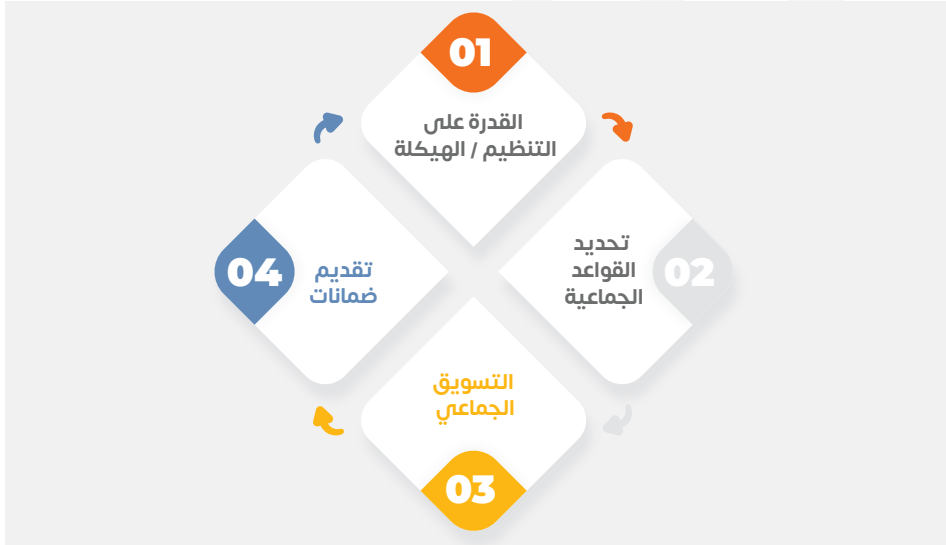 01
القدرة على
التنظيم / الهيكلة
02
تحديد
القواعد
الجماعية
03
التسويق
الجماعي
04
تقديم
ضمانات